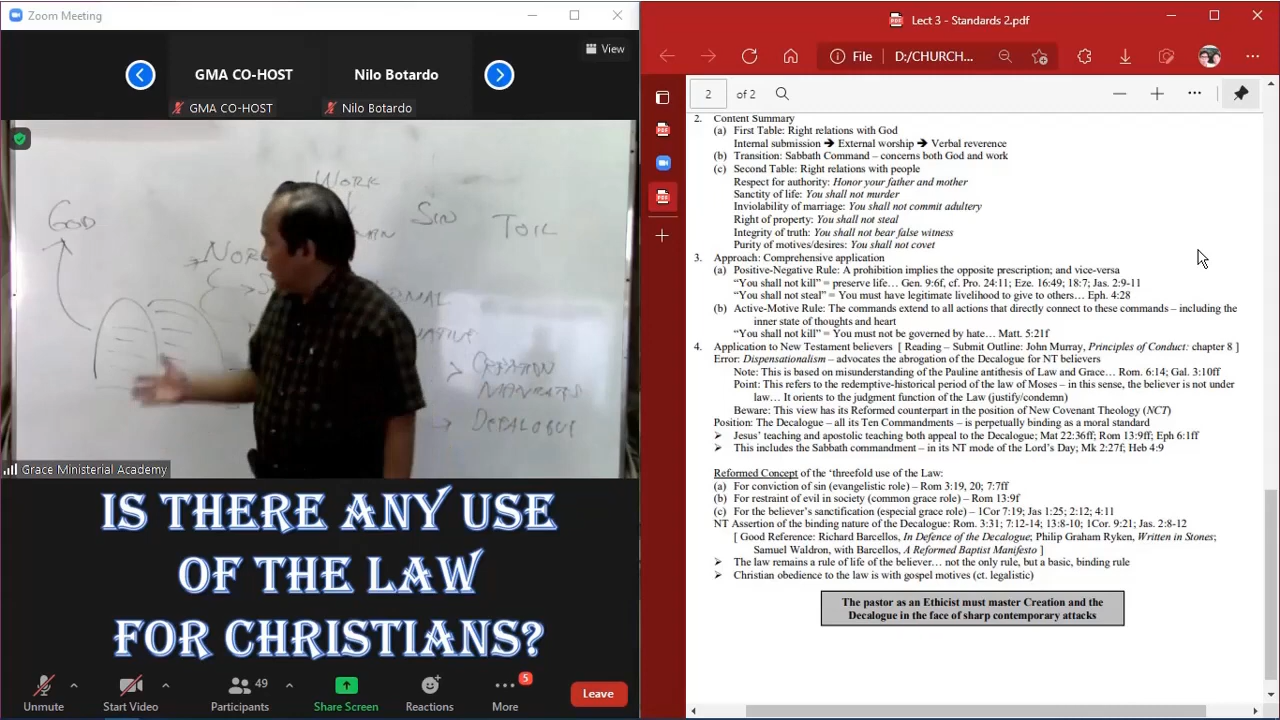 Zoom Meeting
View
GMA CO-HOST
Nilo Botardo
GMA CO-HOST
Nilo Botardo
GOD
WORK
SIN
TOIL
CREATION
MANDATES
DECALOGUE
Grace Ministerial Academy
IS THERE ANY USE
OF THE LAW
FOR CHRISTIANS?
Unmute
Start Video
49
Participants
Share Screen
Reactions
5
More
Leave
Lect 3 - Standards 2.pdf
File
D:/CHURCH...
2
of 2
2. Content Summary
(a) First Table: Right relations with God
Internal submission ➔ External worship ➔ Verbal reverence
(b) Transition: Sabbath Command – concerns both God and work
(c) Second Table: Right relations with people
Respect for authority: Honor your father and mother
Sanctity of life: You shall not murder
Inviolability of marriage: You shall not commit adultery
Right of property: You shall not steal
Integrity of truth: You shall not bear false witness
Purity of motives/desires: You shall not covet
3. Approach: Comprehensive application
(a) Positive-Negative Rule: A prohibition implies the opposite prescription; and vice-versa
“You shall not kill” = preserve life… Gen. 9:6f, cf. Pro. 24:11; Eze. 16:49; 18:7; Jas. 2:9-11
“You shall not steal” = You must have legitimate livelihood to give to others… Eph. 4:28
(b) Active-Motive Rule: The commands extend to all actions that directly connect to these commands – including the
inner state of thoughts and heart
“You shall not kill” = You must not be governed by hate… Matt. 5:21f
4. Application to New Testament believers [ Reading – Submit Outline: John Murray, Principles of Conduct: chapter 8 ]
Error: Dispensationalism – advocates the abrogation of the Decalogue for NT believers
Note: This is based on misunderstanding of the Pauline antithesis of Law and Grace… Rom. 6:14; Gal. 3:10ff
Point: This refers to the redemptive-historical period of the law of Moses – in this sense, the believer is not under
law… It orients to the judgment function of the Law (justify/condemn)
Beware: This view has its Reformed counterpart in the position of New Covenant Theology (NCT)
Position: The Decalogue – all its Ten Commandments – is perpetually binding as a moral standard
➢ Jesus’ teaching and apostolic teaching both appeal to the Decalogue; Mat 22:36ff; Rom 13:9ff; Eph 6:1ff
➢ This includes the Sabbath commandment – in its NT mode of the Lord’s Day; Mk 2:27f; Heb 4:9
Reformed Concept of the ‘threefold use of the Law:
(a) For conviction of sin (evangelistic role) – Rom 3:19, 20; 7:7ff
(b) For restraint of evil in society (common grace role) – Rom 13:9f
(c) For the believer’s sanctification (especial grace role) – 1Cor 7:19; Jas 1:25; 2:12; 4:11
NT Assertion of the binding nature of the Decalogue: Rom. 3:31; 7:12-14; 13:8-10; 1Cor. 9:21; Jas. 2:8-12
[ Good Reference: Richard Barcellos, In Defense of the Decalogue; Philip Graham Ryken, Written in Stones;
Samuel Waldron, with Barcellos, A Reformed Baptist Manifesto ]
➢ The law remains a rule of life of the believer… not the only rule, but a basic, binding rule
➢ Christian obedience to the law is with gospel motives (ct. legalistic)
The pastor as an Ethicist must master Creation and the
Decalogue in the face of sharp contemporary attacks